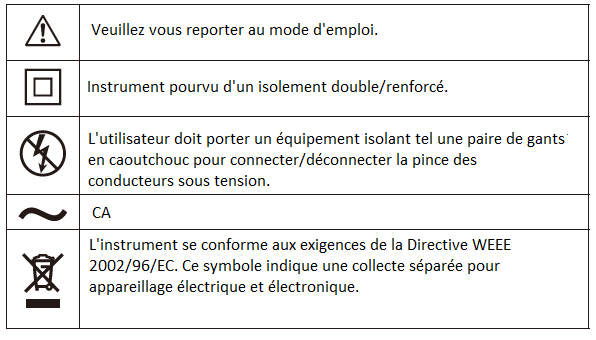 Veuillez vous reporter au mode d'emploi.
Instrument pourvu d'un isolement double/renforcé.
L'utilisateur doit porter un équipement isolant tel une paire de gants
en caoutchouc pour connecter/déconnecter la pince des
conducteurs sous tension.
CA
L'instrument se conforme aux exigences de la Directive WEEE
2002/96/EC. Ce symbole indique une collecte séparée pour
appareillage électrique et électronique.